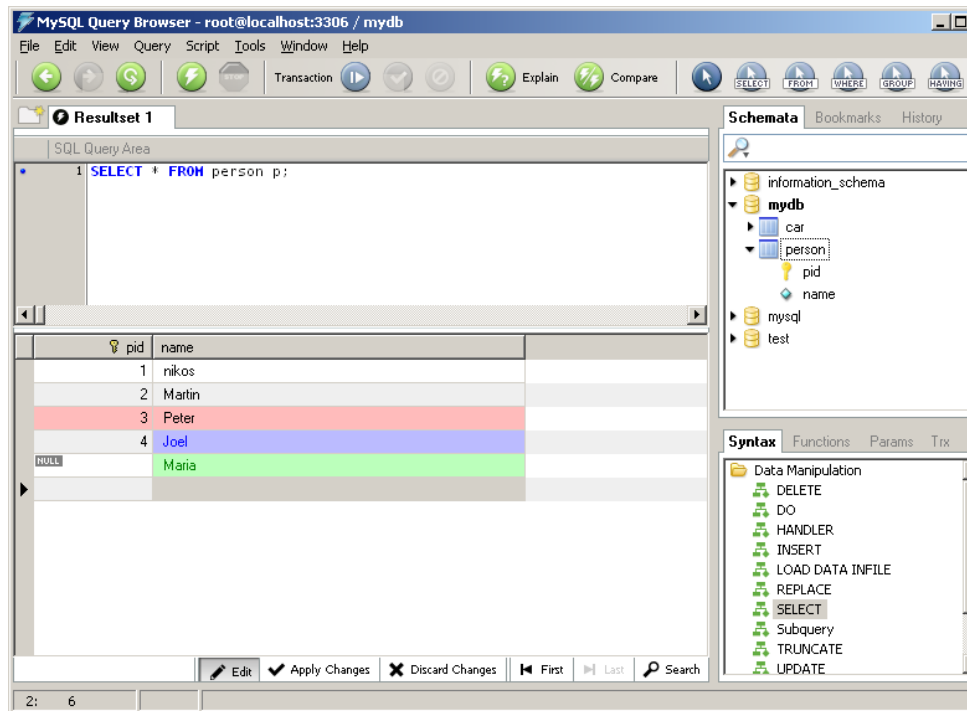 MySQL Query Browser - root@localhost:3306 / mydb
File Edit View Query Script Tools Window Help
Transaction Explain Compare SELECT FROM WHERE GROUP HAVING
Resultset 1
SQL Query Area
1 SELECT * FROM person p;
pid name
1 nikos
2 Martin
3 Peter
4 Joel
NULL Maria
Edit Apply Changes Discard Changes First Last Search
2: 6
Schemata Bookmarks History
information_schema
mydb
car
person
pid
name
mysql
test
Syntax Functions Params Trx
Data Manipulation
DELETE
DO
HANDLER
INSERT
LOAD DATA INFILE
REPLACE
SELECT
Subquery
TRUNCATE
UPDATE